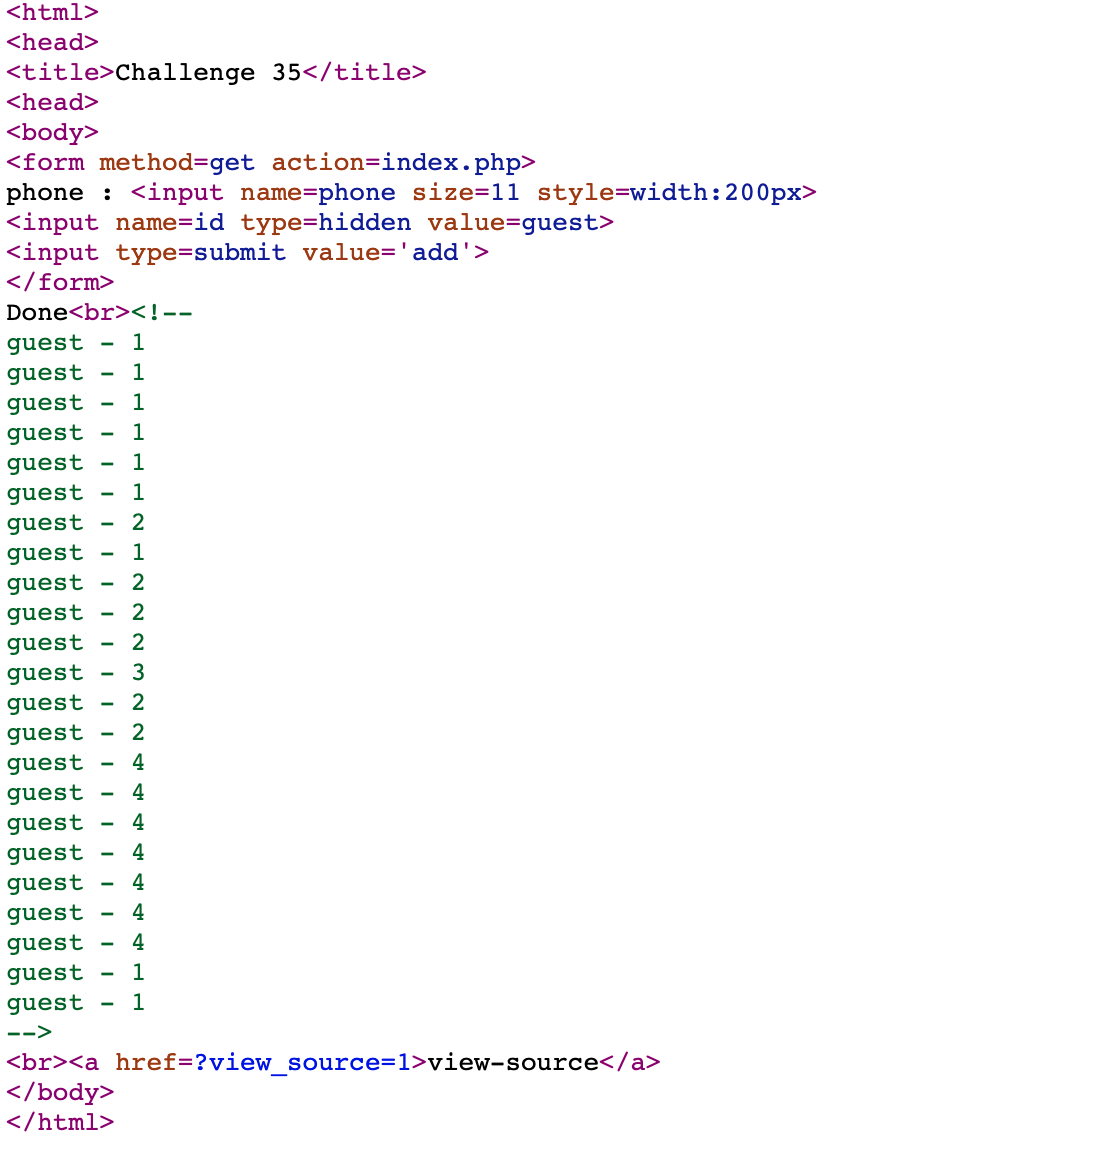 <html>
<head>
<title>Challenge 35</title>
<head>
<body>
<form method=get action=index.php>
phone : <input name=phone size=11 style=width:200px>
<input name=id type=hidden value=guest>
<input type=submit value='add'>
</form>
Done<br><!--
guest - 1
guest - 1
guest - 1
guest - 1
guest - 1
guest - 1
guest - 2
guest - 1
guest - 2
guest - 2
guest - 2
guest - 3
guest - 2
guest - 2
guest - 4
guest - 4
guest - 4
guest - 4
guest - 4
guest - 4
guest - 4
guest - 1
guest - 1
-->
<br><a href=?view_source=1>view-source</a>
</body>
</html>